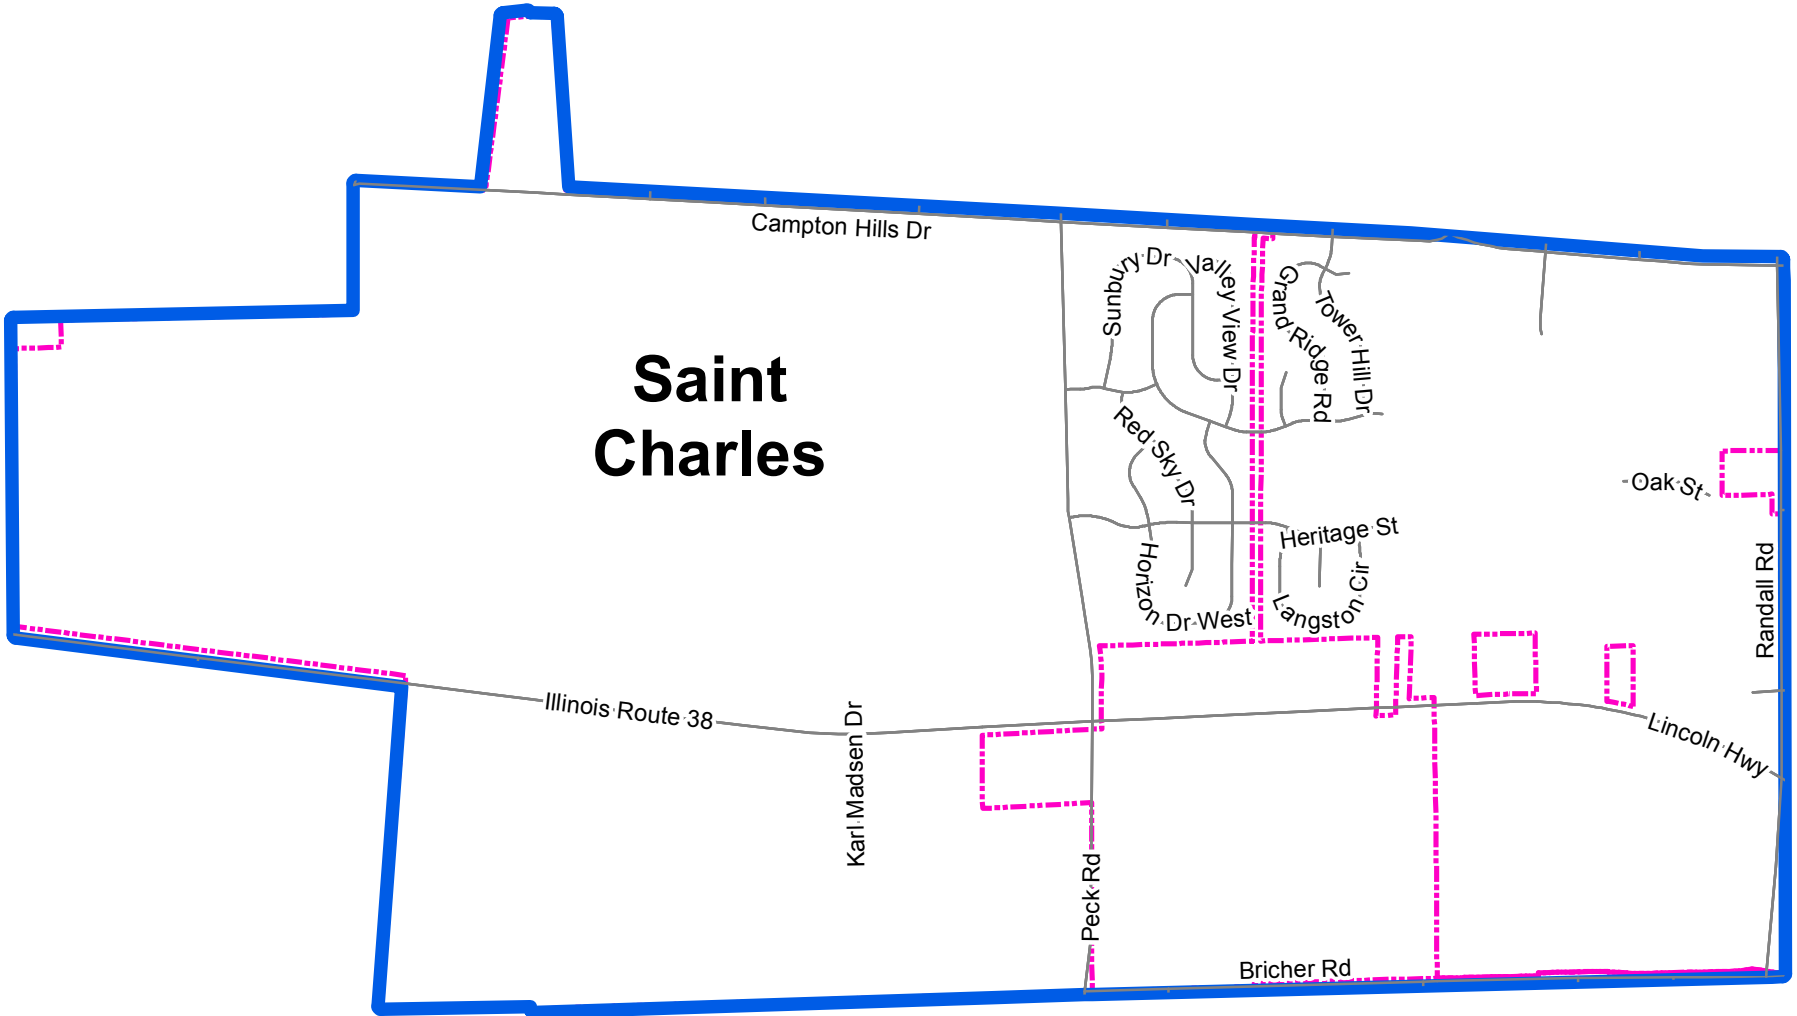 Campton Hills Dr
Sunbury Dr
Valley View Dr
Grand Ridge Rd
Tower Hill Dr
Saint
Charles
Red Sky Dr
Oak St
Heritage St
Horizon Dr West
Langston Cir
Randall Rd
Illinois Route 38
Karl Madsen Dr
Lincoln Hwy
Peck Rd
Bricher Rd